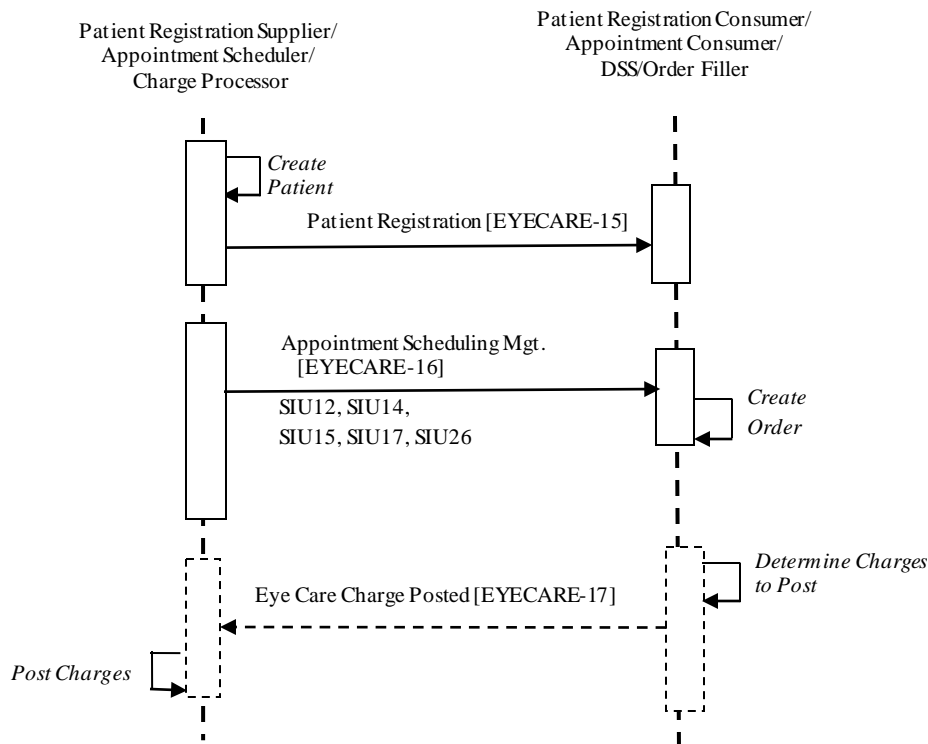 Patient Registration Supplier/
Appointment Scheduler/
Charge Processor
Patient Registration Consumer/
Appointment Consumer/
DSS/Order Filler
Create
Patient
Patient Registration [EYECARE-15]
Appointment Scheduling Mgt.
[EYECARE-16]
SIU12, SIU14,
SIU15, SIU17, SIU26
Create
Order
Determine Charges
to Post
Eye Care Charge Posted [EYECARE-17]
Post Charges